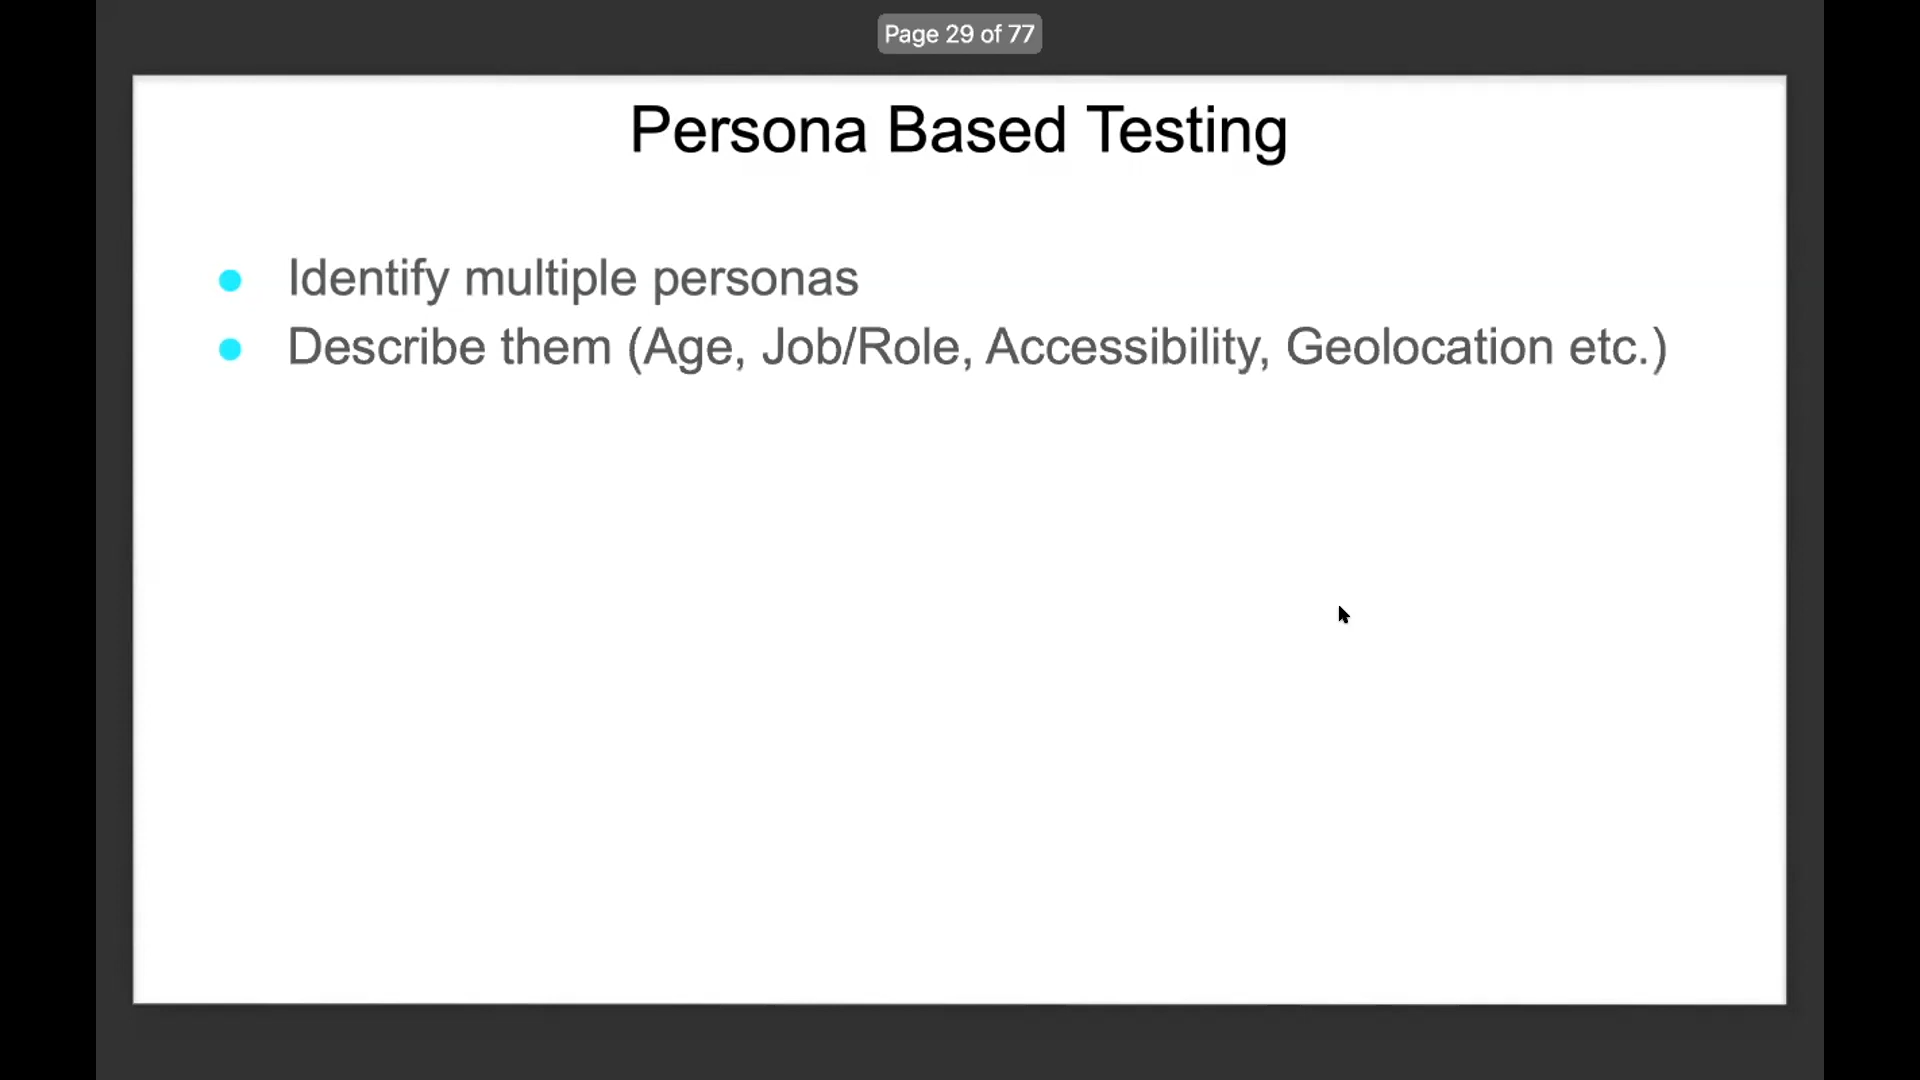 Page 29 of 77
Persona Based Testing
Identify multiple personas
Describe them (Age, Job/Role, Accessibility, Geolocation etc.)